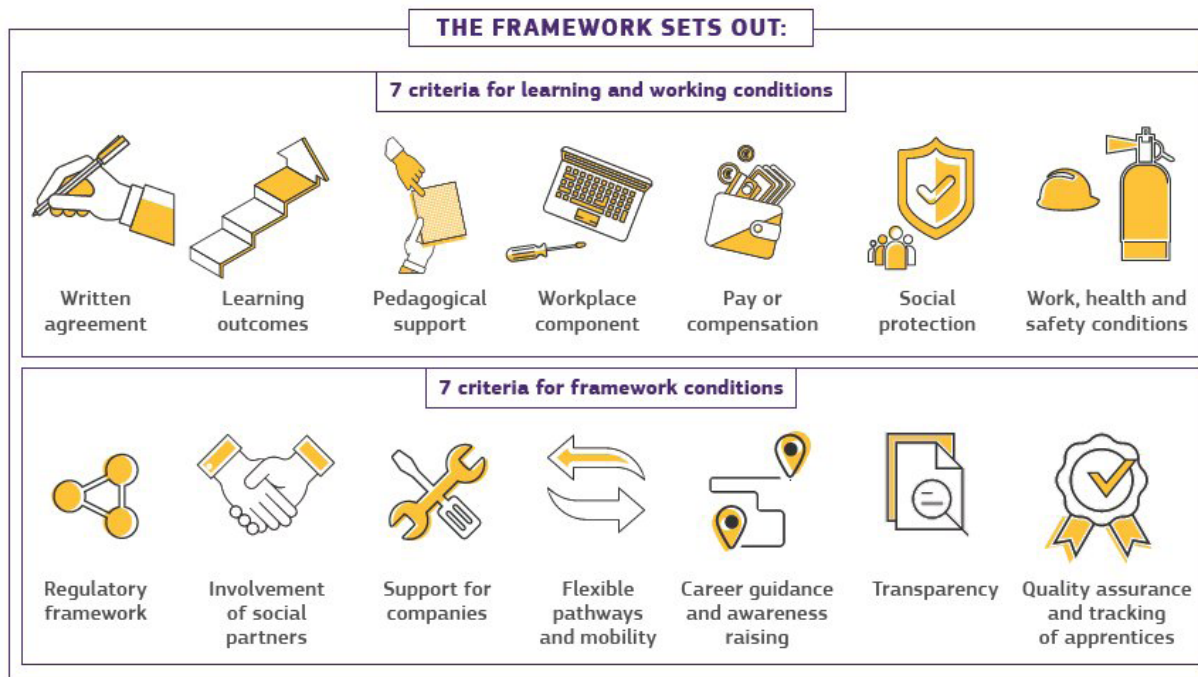 THE FRAMEWORK SETS OUT:
7 criteria for learning and working conditions
Written
agreement
Learning
outcomes
Pedagogical
support
Workplace
component
Pay or
compensation
Social
protection
Work, health and
safety conditions
7 criteria for framework conditions
Regulatory
framework
Involvement
of social
partners
Support for
companies
Flexible
pathways
and mobility
Career guidance
and awareness
raising
Transparency
Quality assurance
and tracking
of apprentices